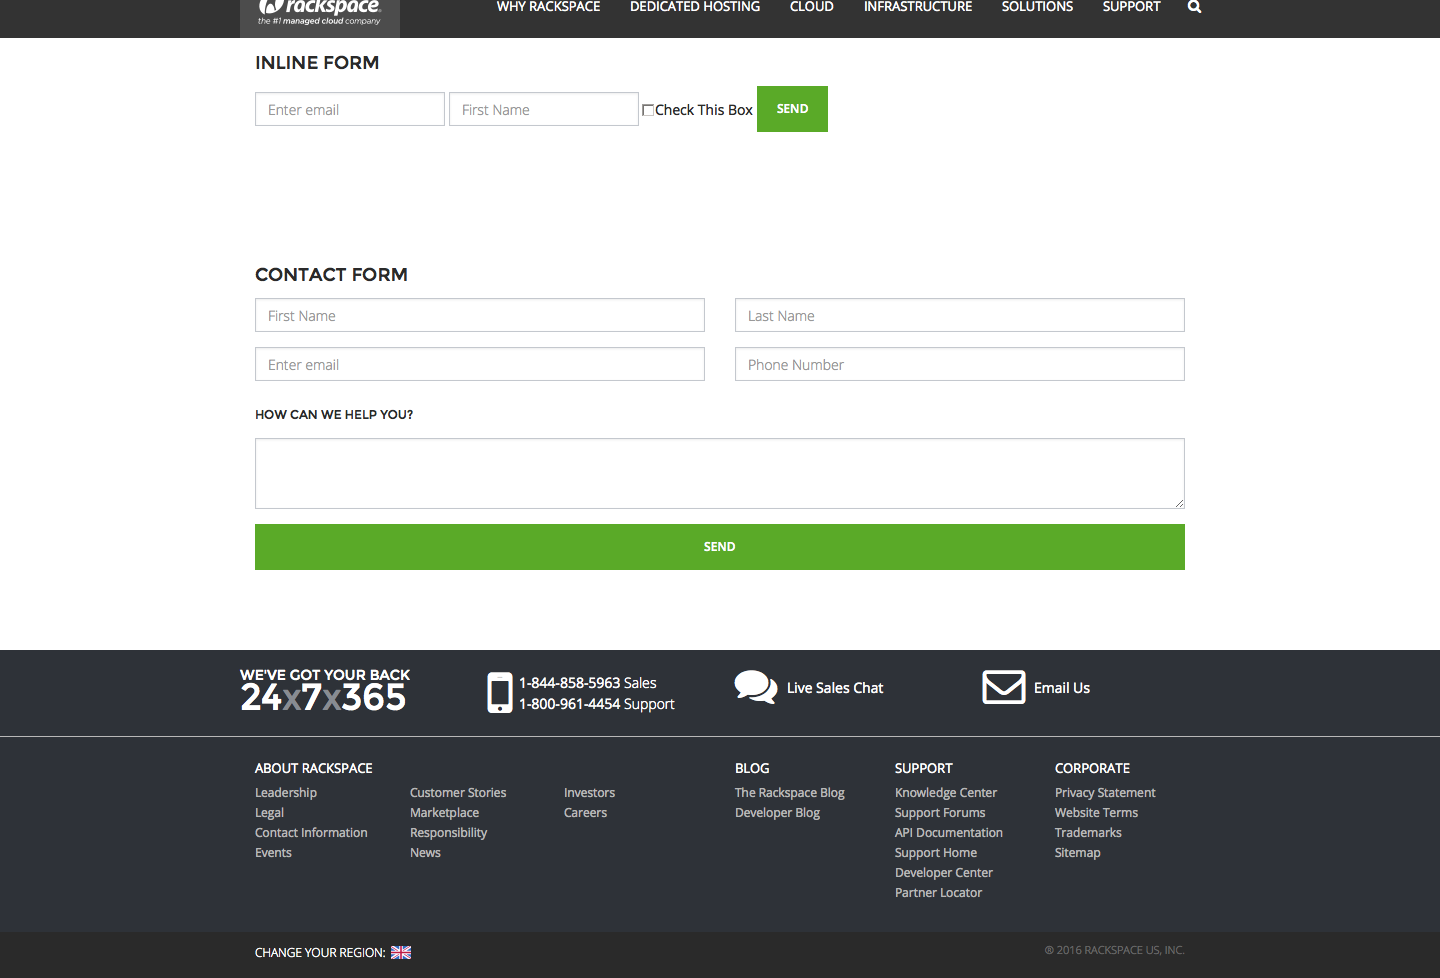 rackspace.
the #1 managed cloud company
WHY RACKSPACE DEDICATED HOSTING CLOUD INFRASTRUCTURE SOLUTIONS SUPPORT
INLINE FORM
Enter email First Name Check This Box SEND
CONTACT FORM
First Name Last Name
Enter email Phone Number
HOW CAN WE HELP YOU?
SEND
WE'VE GOT YOUR BACK
24x7x365
1-844-858-5963 Sales
1-800-961-4454 Support
Live Sales Chat
Email Us
ABOUT RACKSPACE
Leadership
Legal
Contact Information
Events
Customer Stories
Marketplace
Responsibility
News
Investors
Careers
BLOG
The Rackspace Blog
Developer Blog
SUPPORT
Knowledge Center
Support Forums
API Documentation
Support Home
Developer Center
Partner Locator
CORPORATE
Privacy Statement
Website Terms
Trademarks
Sitemap
CHANGE YOUR REGION:
® 2016 RACKSPACE US, INC.